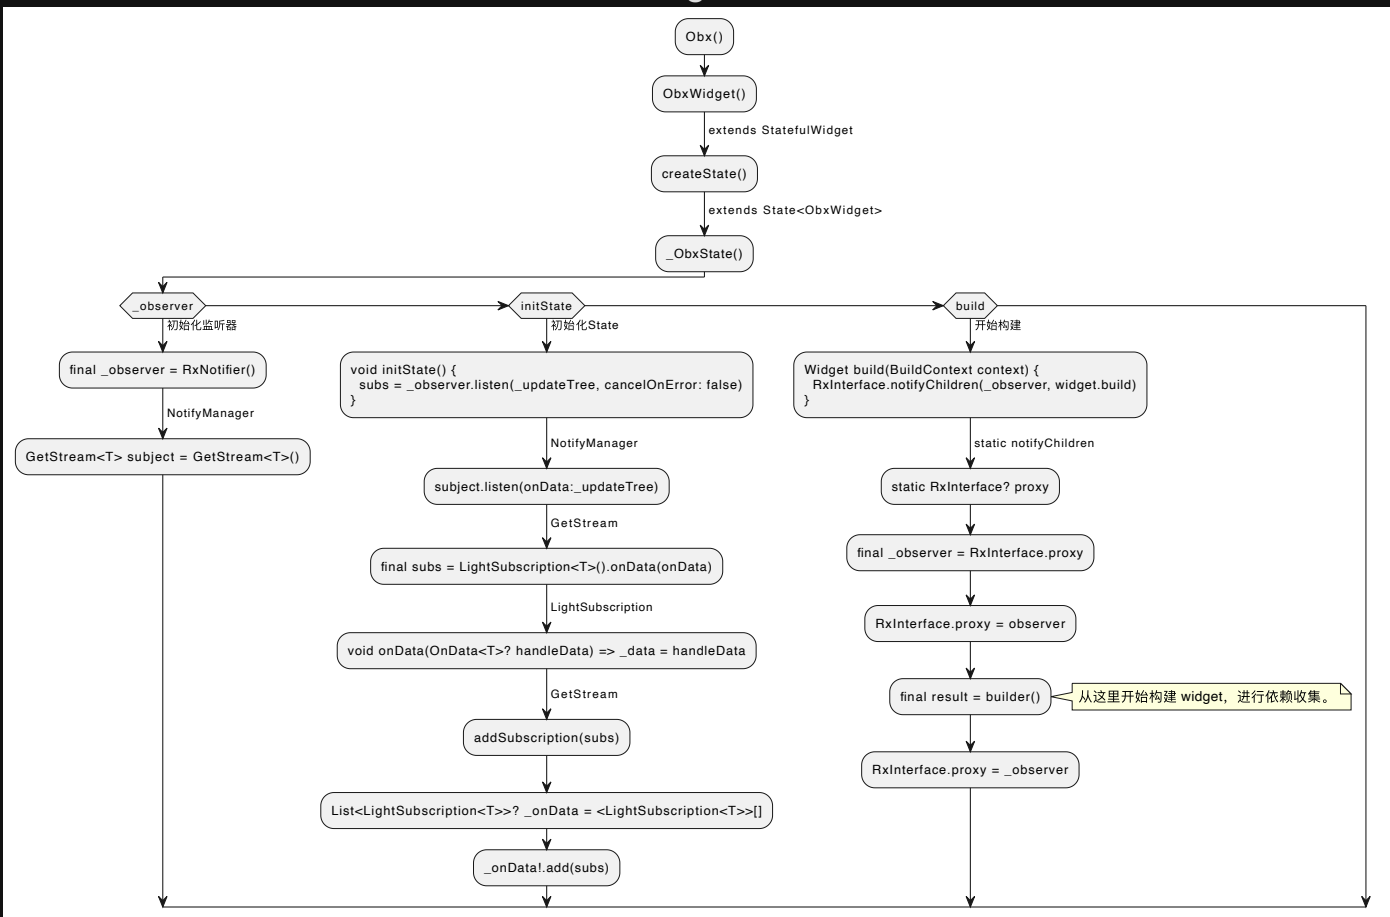 Obx()
ObxWidget()
extends StatefulWidget
createState()
extends State<ObxWidget>
_ObxState()
_observer
初始化监听器
final _observer = RxNotifier()
NotifyManager
GetStream<T> subject = GetStream<T>()
initState
初始化State
void initState() {
subs = _observer.listen(_updateTree, cancelOnError: false)
}
NotifyManager
subject.listen(onData:_updateTree)
GetStream
final subs = LightSubscription<T>().onData(onData)
LightSubscription
void onData(OnData<T>? handleData) => _data = handleData
GetStream
addSubscription(subs)
List<LightSubscription<T>>? _onData = <LightSubscription<T>>[]
_onData!.add(subs)
build
开始构建
Widget build(BuildContext context) {
RxInterface.notifyChildren(_observer, widget.build)
}
static notifyChildren
static RxInterface? proxy
final _observer = RxInterface.proxy
RxInterface.proxy = observer
final result = builder()
从这里开始构建 widget，进行依赖收集。
RxInterface.proxy = _observer